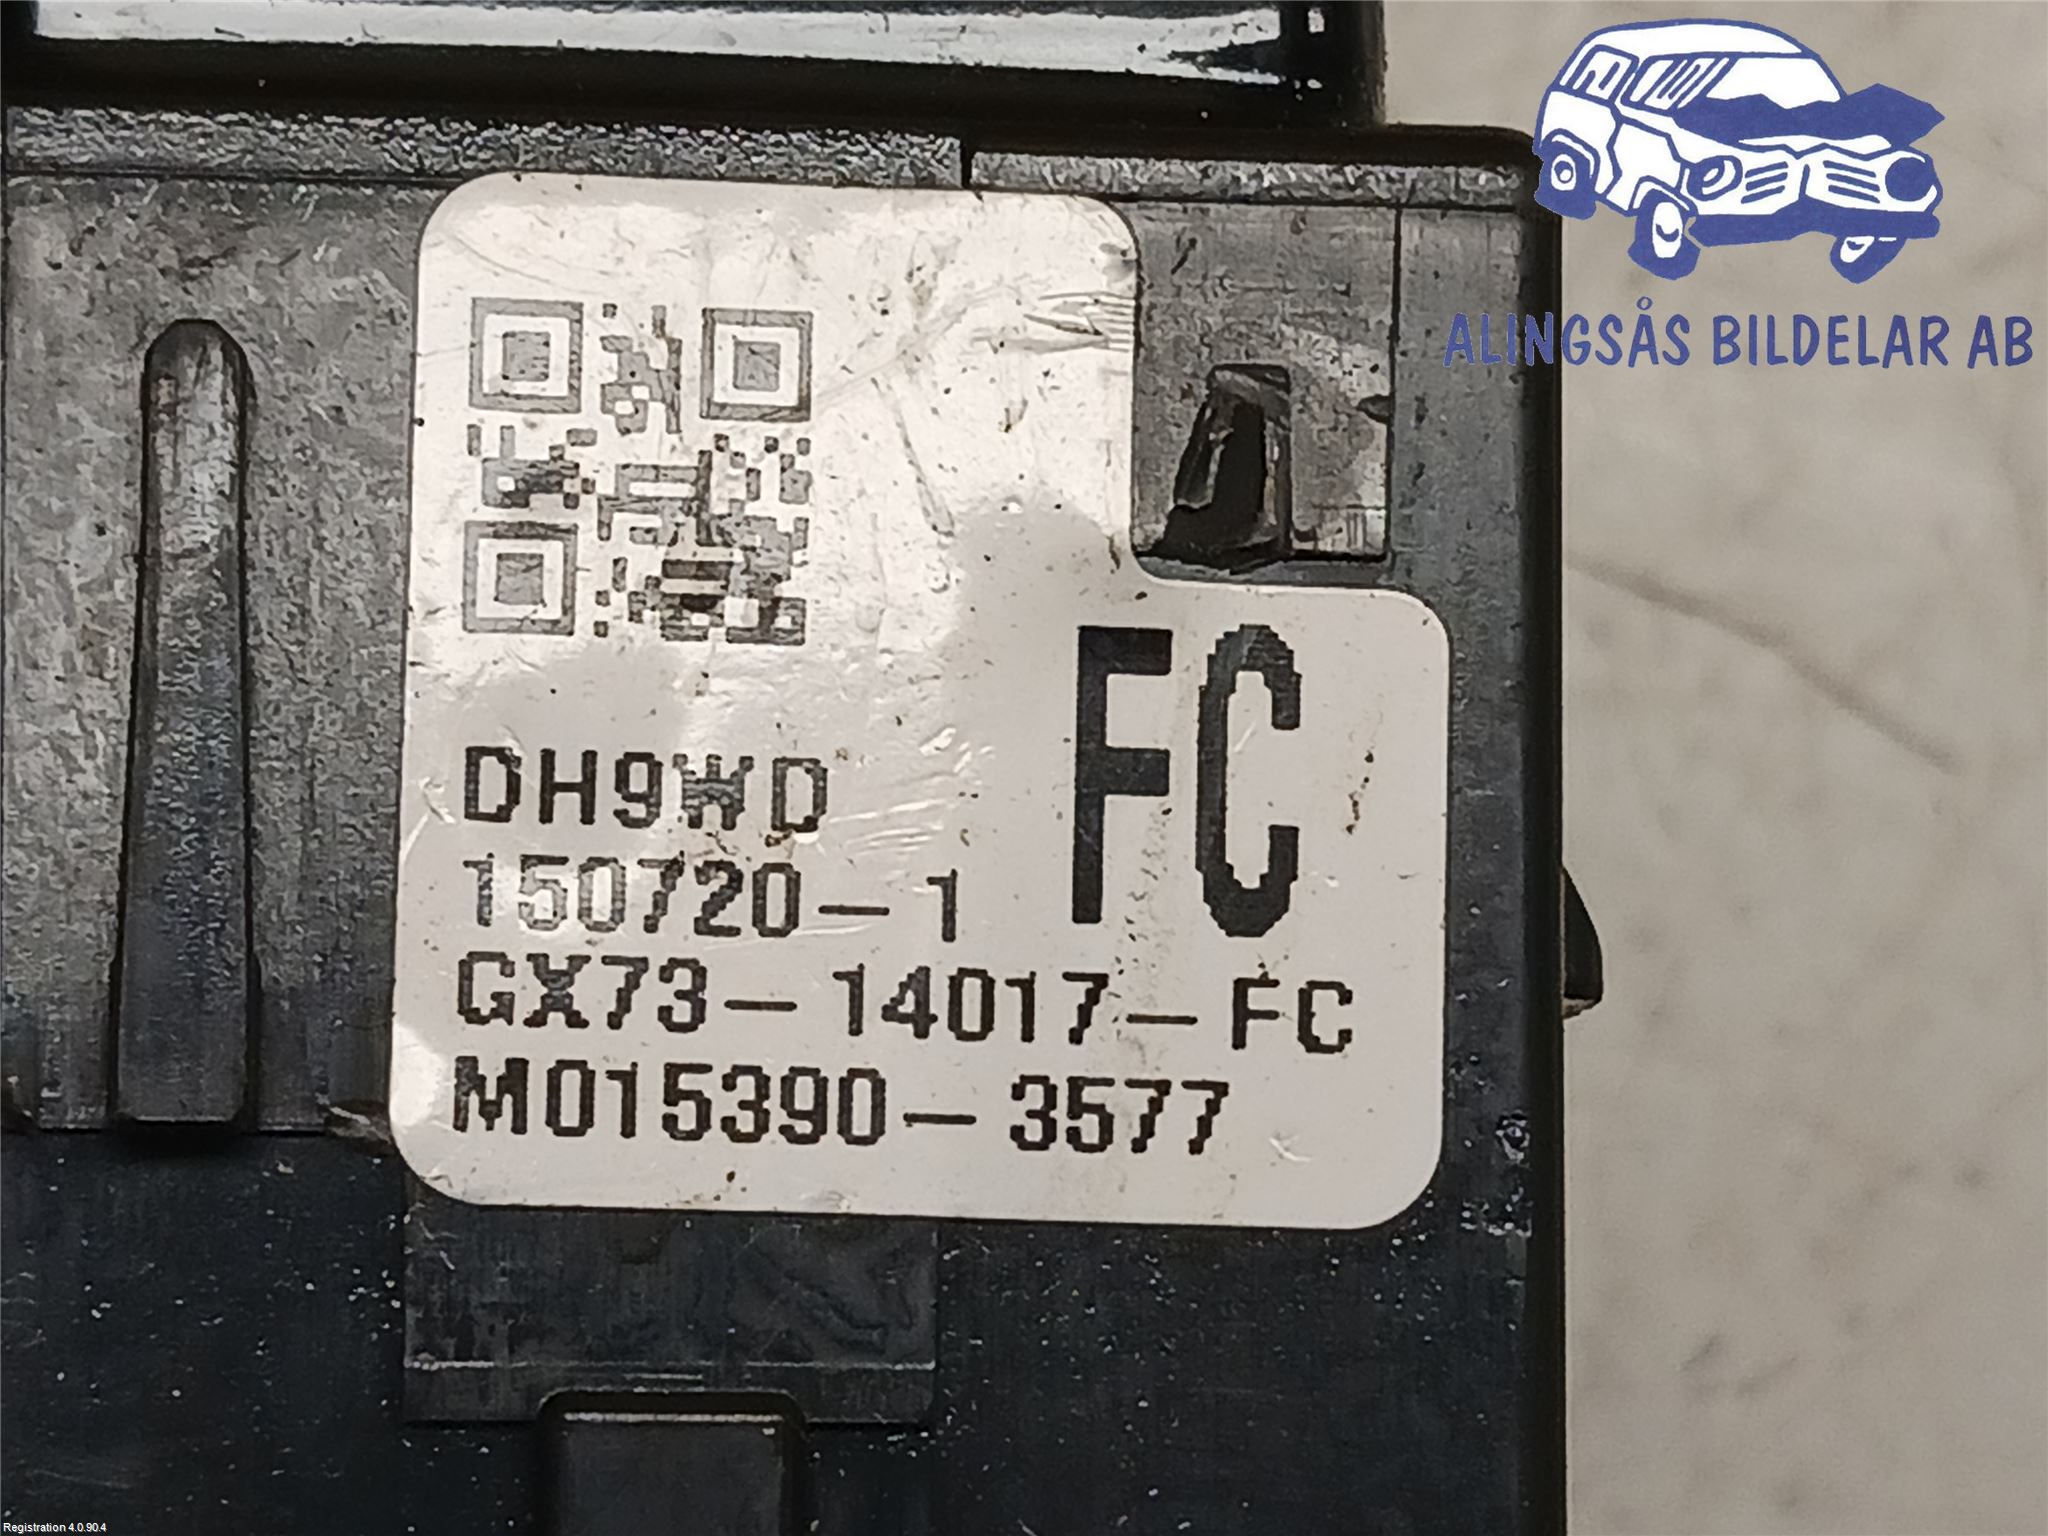 ALINGSÅS BILDELAR AB
FC
DH9WD
150720-1
GX73-14017-FC
M015390-3577
Registration 4.0.90.4